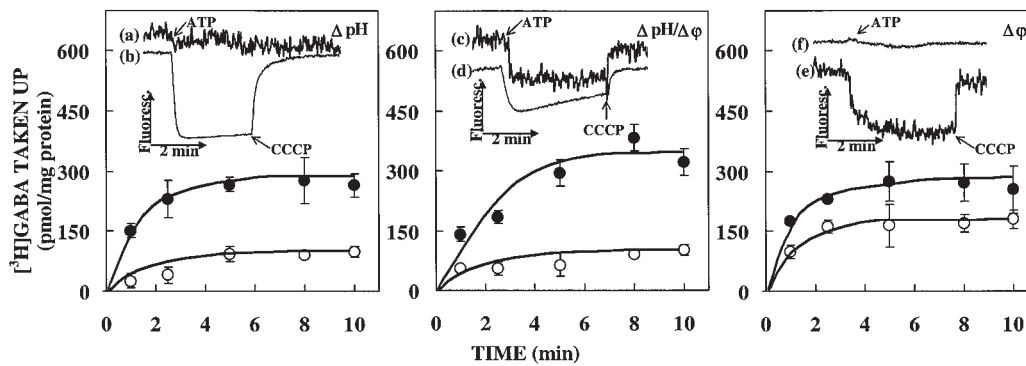 [³H]GABA TAKEN UP
(pmol/mg protein)
600
450
300
150
0
(a)
(b)
ATP
Δ pH
Fluoresc.
2 min
CCCP
0 2 4 6 8 10
600
450
300
150
0
(c)
(d)
ATP
Δ pH/Δφ
Fluoresc.
2 min
CCCP
0 2 4 6 8 10
600
450
300
150
0
(f)
(e)
ATP
Δφ
Fluoresc.
2 min
CCCP
0 2 4 6 8 10
TIME (min)